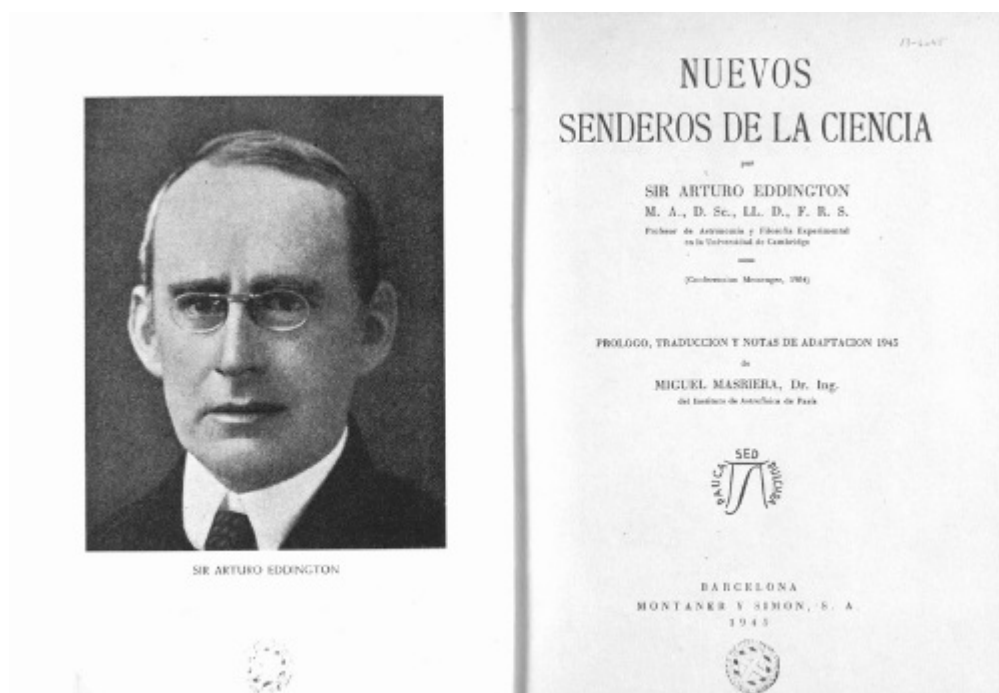 SIR ARTURO EDDINGTON
NUEVOS
SENDEROS DE LA CIENCIA
por
SIR ARTURO EDDINGTON
M. A., D. Sc., LL. D., F. R. S.
Profesor de Astronomía y Filosofía Experimental
en la Universidad de Cambridge
(Conferencias Messenger, 1934)
PROLOGO, TRADUCCION Y NOTAS DE ADAPTACION 1945
de
MIGUEL MASRIERA, Dr. Ing.
del Instituto de Astrofísica de París
PAUCA SED PULCHRA
BARCELONA
MONTANER Y SIMON, S. A.
1945